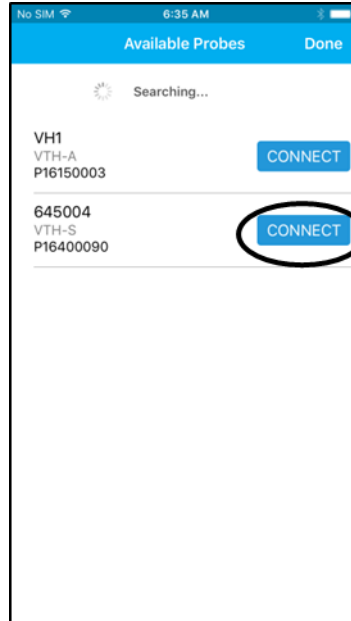 No SIM 6:35 AM
Available Probes Done
Searching...
VH1
VTH-A
P16150003
CONNECT
645004
VTH-S
P16400090
CONNECT